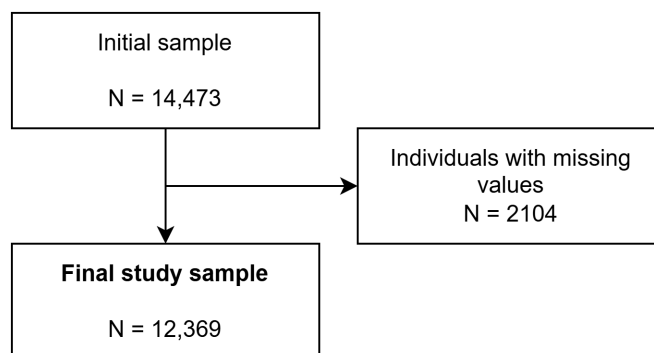 Initial sample
N = 14,473
Individuals with missing
values
N = 2104
Final study sample
N = 12,369